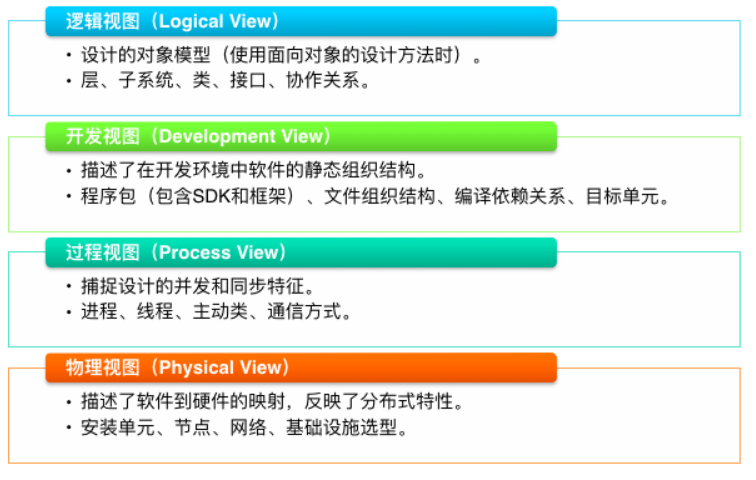 逻辑视图（Logical View）
• 设计的对象模型（使用面向对象的设计方法时）。
• 层、子系统、类、接口、协作关系。
开发视图（Development View）
• 描述了在开发环境中软件的静态组织结构。
• 程序包（包含SDK和框架）、文件组织结构、编译依赖关系、目标单元。
过程视图（Process View）
• 捕捉设计的并发和同步特征。
• 进程、线程、主动类、通信方式。
物理视图（Physical View）
• 描述了软件到硬件的映射，反映了分布式特性。
• 安装单元、节点、网络、基础设施选型。